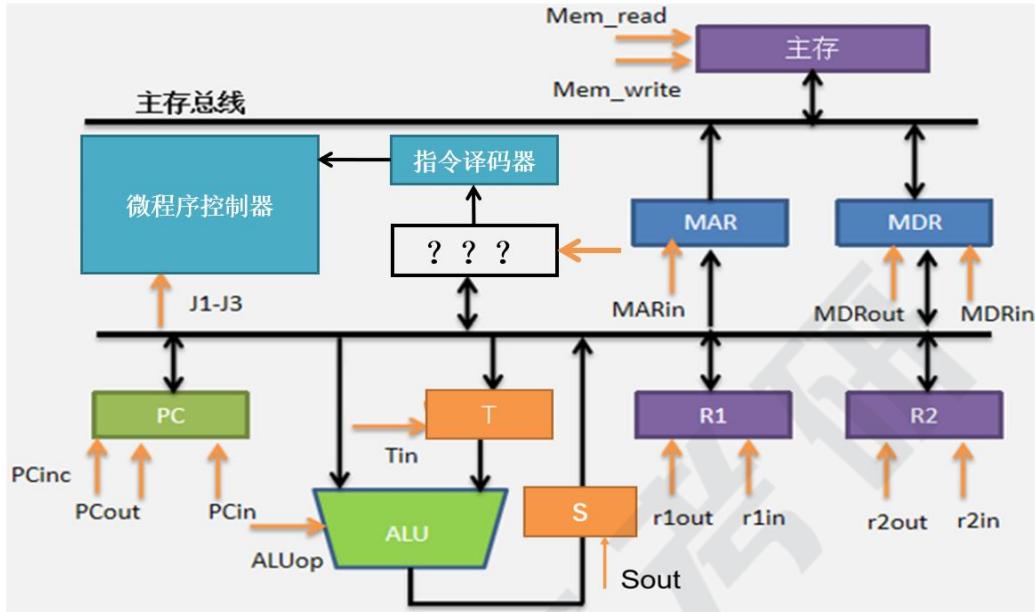 Mem_read
主存
Mem_write
主存总线
指令译码器
微程序控制器
？？？
MAR
MDR
J1-J3
MARin
MDRout
MDRin
PC
T
R1
R2
Tin
PCinc
PCout
PCin
S
r1out
r1in
r2out
r2in
ALU
ALUop
Sout
考研